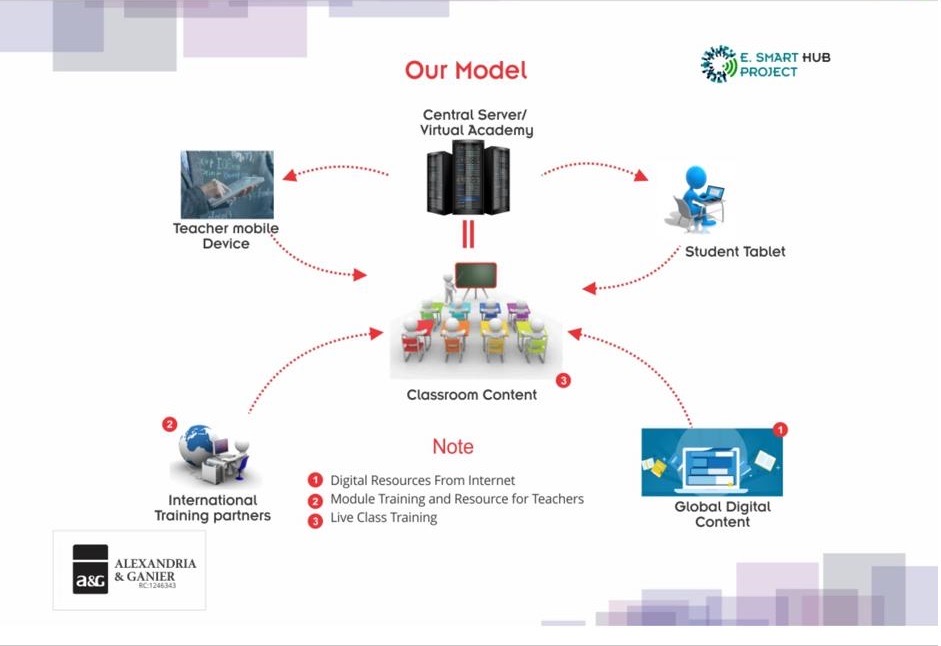 Our Model
E. SMART HUB
PROJECT
Central Server/
Virtual Academy
Teacher mobile
Device
Student Tablet
Classroom Content
3
2
1
International
Training partners
Note
1 Digital Resources From Internet
2 Module Training and Resource for Teachers
3 Live Class Training
Global Digital
Content
a&G
ALEXANDRIA
& GANIER
RC:1246343